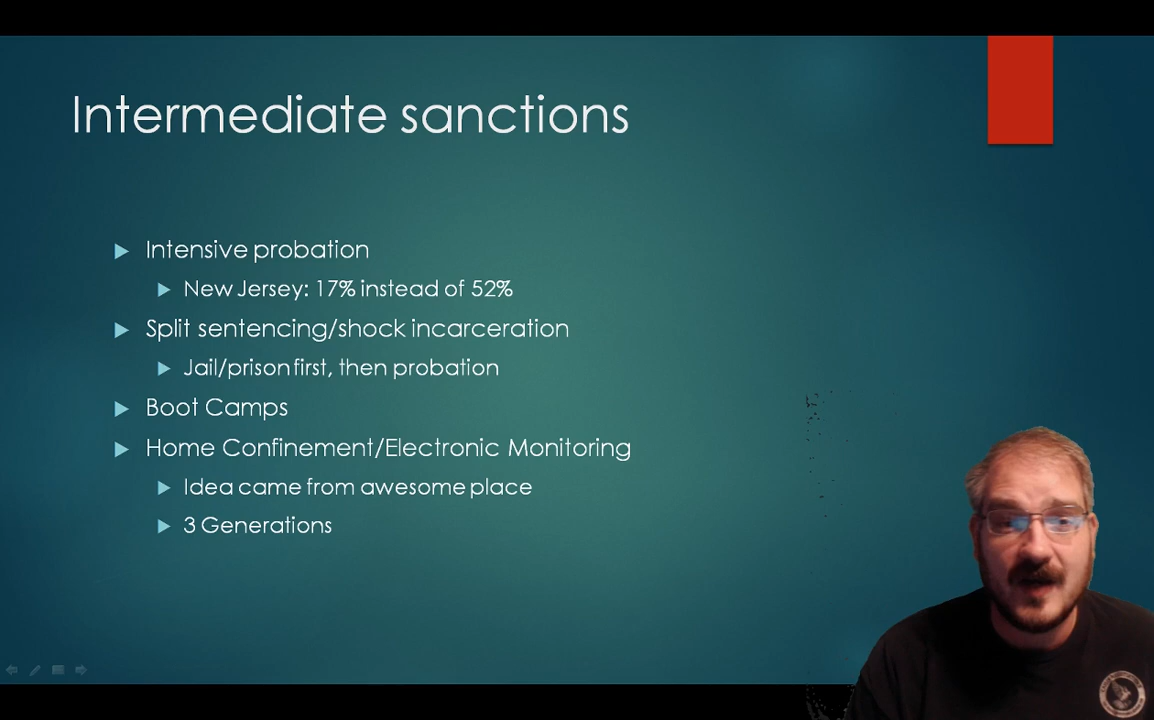 Intermediate sanctions
Intensive probation
New Jersey: 17% instead of 52%
Split sentencing/shock incarceration
Jail/prison first, then probation
Boot Camps
Home Confinement/Electronic Monitoring
Idea came from awesome place
3 Generations